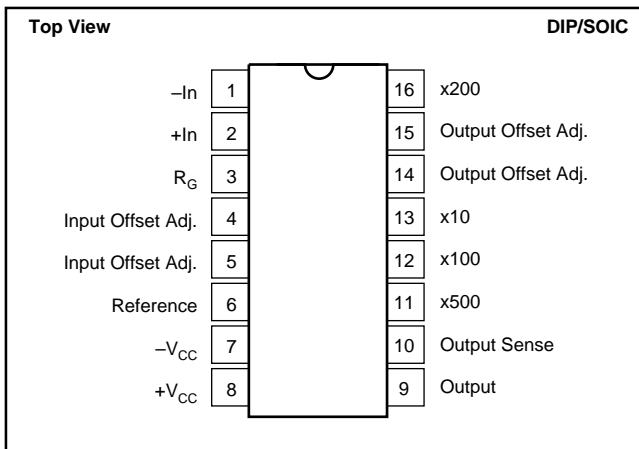 Top View DIP/SOIC
–In 1 16 x200
+In 2 15 Output Offset Adj.
R_G 3 14 Output Offset Adj.
Input Offset Adj. 4 13 x10
Input Offset Adj. 5 12 x100
Reference 6 11 x500
–V_CC 7 10 Output Sense
+V_CC 8 9 Output